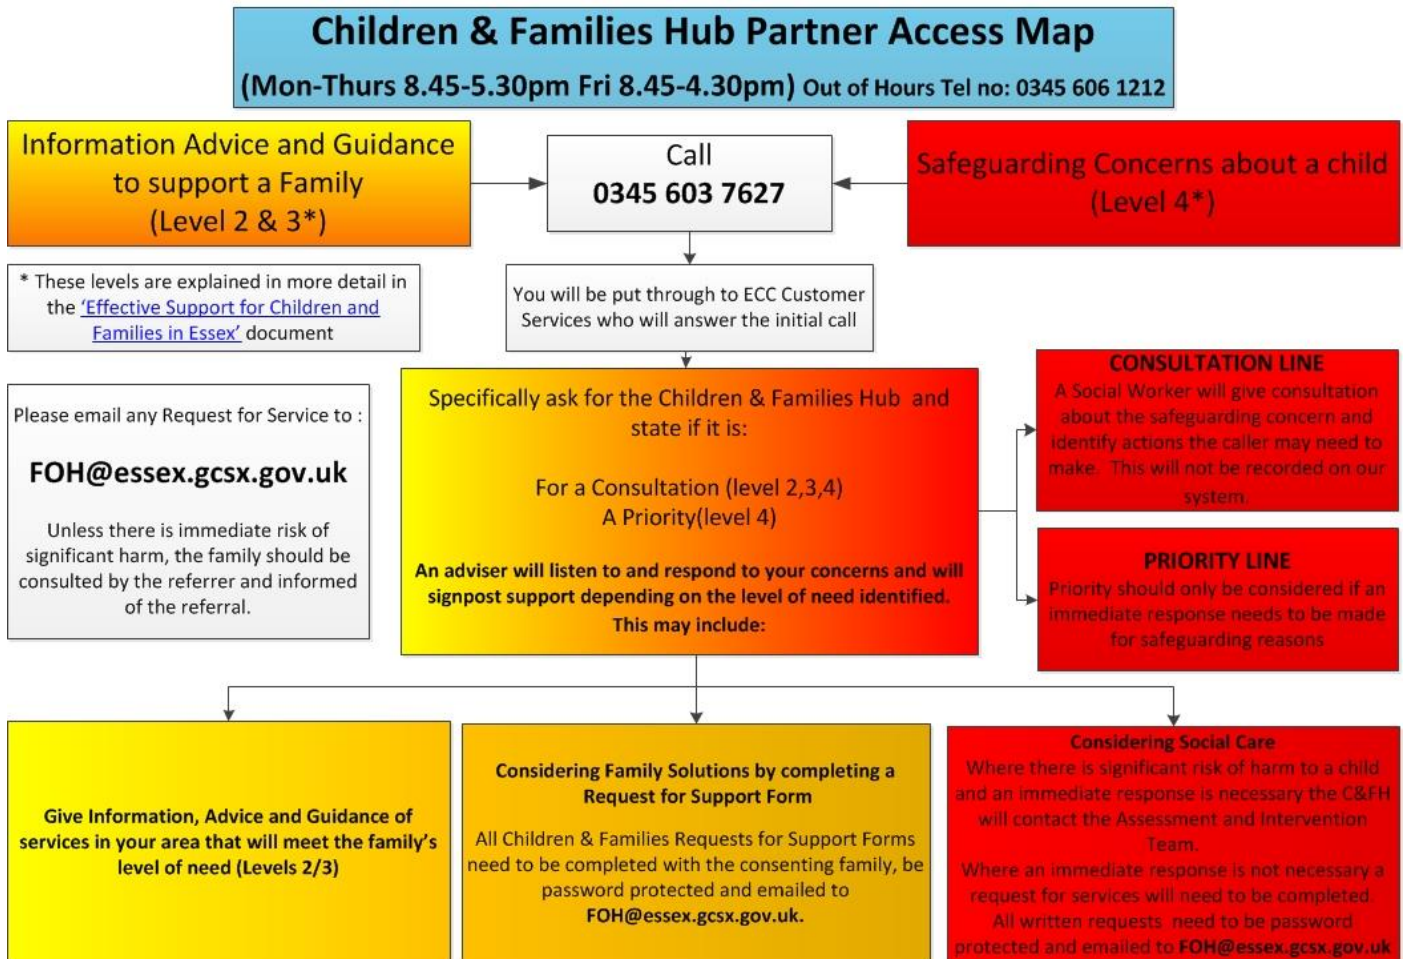 Children & Families Hub Partner Access Map
(Mon-Thurs 8.45-5.30pm Fri 8.45-4.30pm) Out of Hours Tel no: 0345 606 1212
Information Advice and Guidance
to support a Family
(Level 2 & 3*)
Call
0345 603 7627
Safeguarding Concerns about a child
(Level 4*)
* These levels are explained in more detail in
the 'Effective Support for Children and
Families in Essex' document
You will be put through to ECC Customer
Services who will answer the initial call
Please email any Request for Service to :
FOH@essex.gcsx.gov.uk
Unless there is immediate risk of
significant harm, the family should be
consulted by the referrer and informed
of the referral.
Specifically ask for the Children & Families Hub and
state if it is:
For a Consultation (level 2,3,4)
A Priority(level 4)
An adviser will listen to and respond to your concerns and will
signpost support depending on the level of need identified.
This may include:
CONSULTATION LINE
A Social Worker will give consultation
about the safeguarding concern and
identify actions the caller may need to
make. This will not be recorded on our
system.
PRIORITY LINE
Priority should only be considered if an
immediate response needs to be made
for safeguarding reasons
Give Information, Advice and Guidance of
services in your area that will meet the family's
level of need (Levels 2/3)
Considering Family Solutions by completing a
Request for Support Form
All Children & Families Requests for Support Forms
need to be completed with the consenting family, be
password protected and emailed to
FOH@essex.gcsx.gov.uk.
Considering Social Care
Where there is significant risk of harm to a child
and an immediate response is necessary the C&FH
will contact the Assessment and Intervention
Team.
Where an immediate response is not necessary a
request for services will need to be completed.
All written requests need to be password
protected and emailed to FOH@essex.gcsx.gov.uk